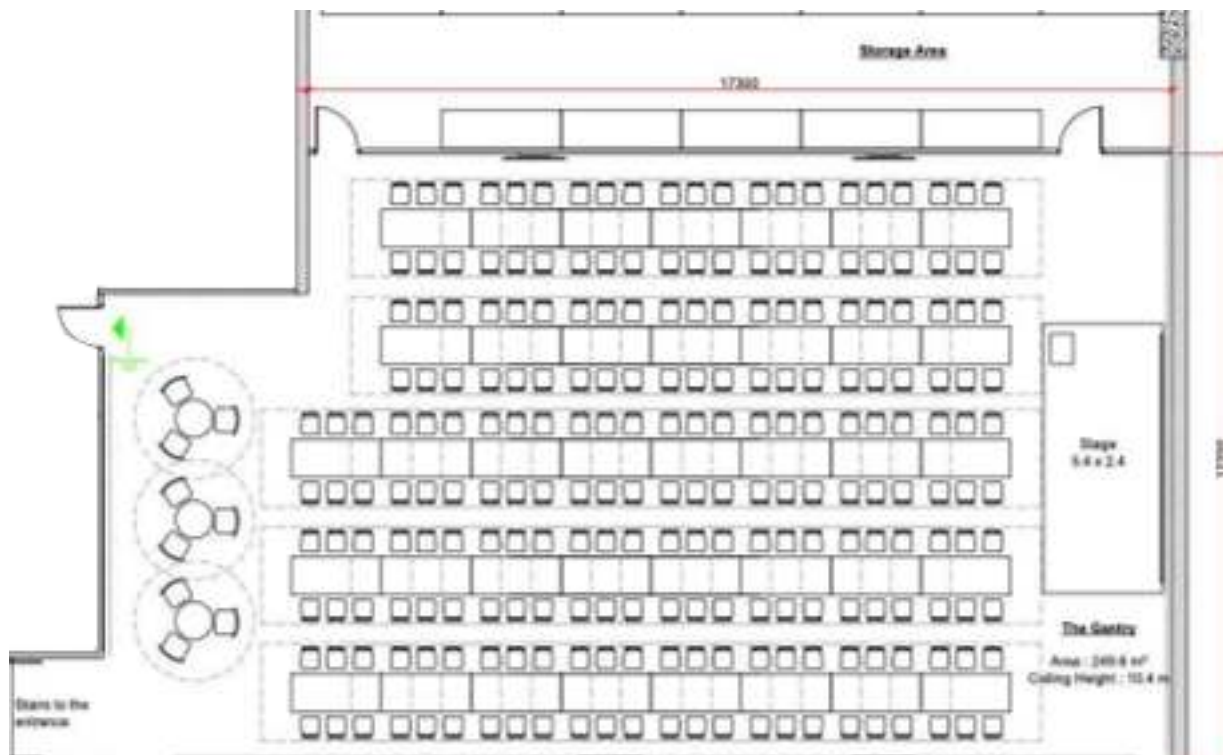 Storage Area
17300
Stage
5.4 x 2.4
The Gantry
Area : 249.6 m²
Ceiling Height : 10.4 m
Stairs to the
entrance